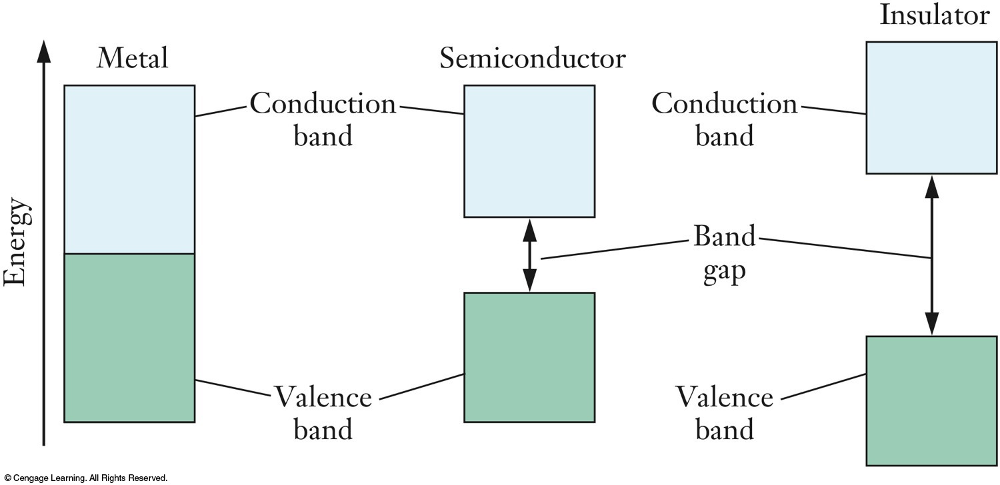 Insulator
Metal
Semiconductor
Conduction
band
Conduction
band
Energy
Band
gap
Valence
band
Valence
band
© Cengage Learning. All Rights Reserved.